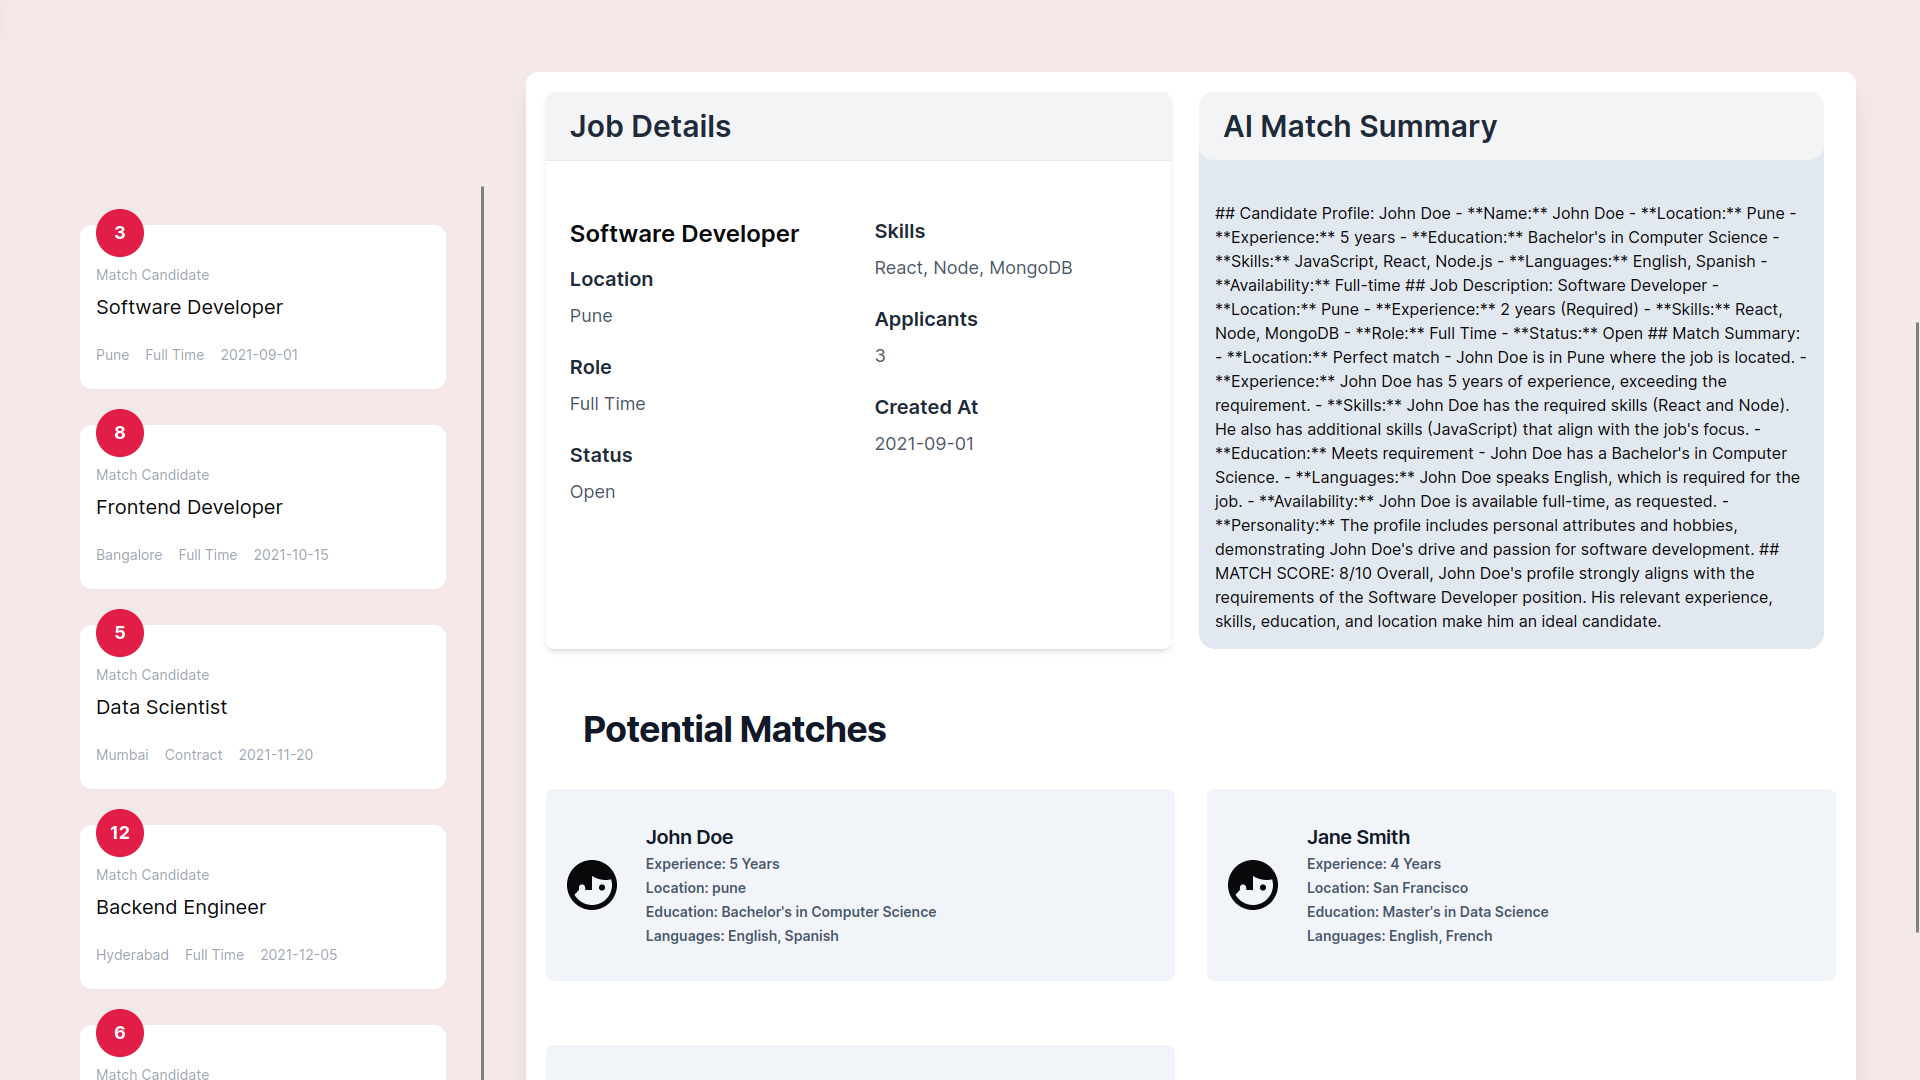 3
Match Candidate
Software Developer
Pune Full Time 2021-09-01
8
Match Candidate
Frontend Developer
Bangalore Full Time 2021-10-15
5
Match Candidate
Data Scientist
Mumbai Contract 2021-11-20
12
Match Candidate
Backend Engineer
Hyderabad Full Time 2021-12-05
6
Match Candidate
Job Details
Software Developer
Location
Pune
Role
Full Time
Status
Open
Skills
React, Node, MongoDB
Applicants
3
Created At
2021-09-01
AI Match Summary
## Candidate Profile: John Doe - **Name:** John Doe - **Location:** Pune -
**Experience:** 5 years - **Education:** Bachelor's in Computer Science -
**Skills:** JavaScript, React, Node.js - **Languages:** English, Spanish -
**Availability:** Full-time ## Job Description: Software Developer -
**Location:** Pune - **Experience:** 2 years (Required) - **Skills:** React,
Node, MongoDB - **Role:** Full Time - **Status:** Open ## Match Summary:
- **Location:** Perfect match - John Doe is in Pune where the job is located. -
**Experience:** John Doe has 5 years of experience, exceeding the
requirement. - **Skills:** John Doe has the required skills (React and Node).
He also has additional skills (JavaScript) that align with the job's focus. -
**Education:** Meets requirement - John Doe has a Bachelor's in Computer
Science. - **Languages:** John Doe speaks English, which is required for the
job. - **Availability:** John Doe is available full-time, as requested. -
**Personality:** The profile includes personal attributes and hobbies,
demonstrating John Doe's drive and passion for software development. ##
MATCH SCORE: 8/10 Overall, John Doe's profile strongly aligns with the
requirements of the Software Developer position. His relevant experience,
skills, education, and location make him an ideal candidate.
Potential Matches
John Doe
Experience: 5 Years
Location: pune
Education: Bachelor's in Computer Science
Languages: English, Spanish
Jane Smith
Experience: 4 Years
Location: San Francisco
Education: Master's in Data Science
Languages: English, French